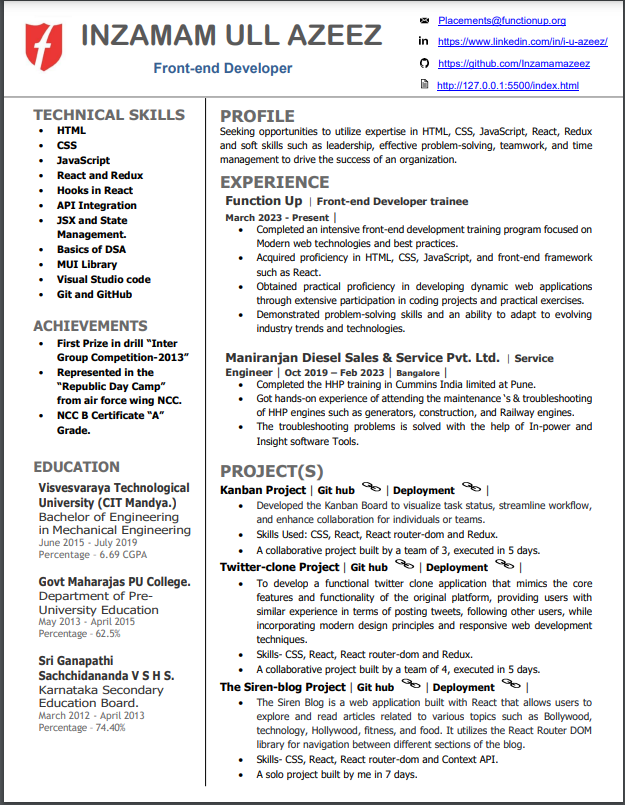 INZAMAM ULL AZEEZ
Front-end Developer
Placements@functionup.org
https://www.linkedin.com/in/i-u-azeez/
https://github.com/Inzamamazeez
http://127.0.0.1:5500/index.html
TECHNICAL SKILLS
• HTML
• CSS
• JavaScript
• React and Redux
• Hooks in React
• API Integration
• JSX and State
Management.
• Basics of DSA
• MUI Library
• Visual Studio code
• Git and GitHub
ACHIEVEMENTS
• First Prize in drill “Inter
Group Competition-2013”
• Represented in the
“Republic Day Camp”
from air force wing NCC.
• NCC B Certificate “A”
Grade.
EDUCATION
Visvesvaraya Technological
University (CIT Mandya.)
Bachelor of Engineering
in Mechanical Engineering
June 2015 - July 2019
Percentage - 6.69 CGPA
Govt Maharajas PU College.
Department of Pre-
University Education
May 2013 - April 2015
Percentage - 62.5%
Sri Ganapathi
Sachchidananda V S H S.
Karnataka Secondary
Education Board.
March 2012 - April 2013
Percentage - 74.40%
PROFILE
Seeking opportunities to utilize expertise in HTML, CSS, JavaScript, React, Redux
and soft skills such as leadership, effective problem-solving, teamwork, and time
management to drive the success of an organization.
EXPERIENCE
Function Up | Front-end Developer trainee
March 2023 - Present |
• Completed an intensive front-end development training program focused on
Modern web technologies and best practices.
• Acquired proficiency in HTML, CSS, JavaScript, and front-end framework
such as React.
• Obtained practical proficiency in developing dynamic web applications
through extensive participation in coding projects and practical exercises.
• Demonstrated problem-solving skills and an ability to adapt to evolving
industry trends and technologies.
Maniranjan Diesel Sales & Service Pvt. Ltd. | Service
Engineer | Oct 2019 – Feb 2023 | Bangalore |
• Completed the HHP training in Cummins India limited at Pune.
• Got hands-on experience of attending the maintenance ‘s & troubleshooting
of HHP engines such as generators, construction, and Railway engines.
• The troubleshooting problems is solved with the help of In-power and
Insight software Tools.
PROJECT(S)
Kanban Project | Git hub | Deployment |
• Developed the Kanban Board to visualize task status, streamline workflow,
and enhance collaboration for individuals or teams.
• Skills Used: CSS, React, React router-dom and Redux.
• A collaborative project built by a team of 3, executed in 5 days.
Twitter-clone Project | Git hub | Deployment |
• To develop a functional twitter clone application that mimics the core
features and functionality of the original platform, providing users with
similar experience in terms of posting tweets, following other users, while
incorporating modern design principles and responsive web development
techniques.
• Skills- CSS, React, React router-dom and Redux.
• A collaborative project built by a team of 4, executed in 5 days.
The Siren-blog Project | Git hub | Deployment |
• The Siren Blog is a web application built with React that allows users to
explore and read articles related to various topics such as Bollywood,
technology, Hollywood, fitness, and food. It utilizes the React Router DOM
library for navigation between different sections of the blog.
• Skills- CSS, React, React router-dom and Context API.
• A solo project built by me in 7 days.